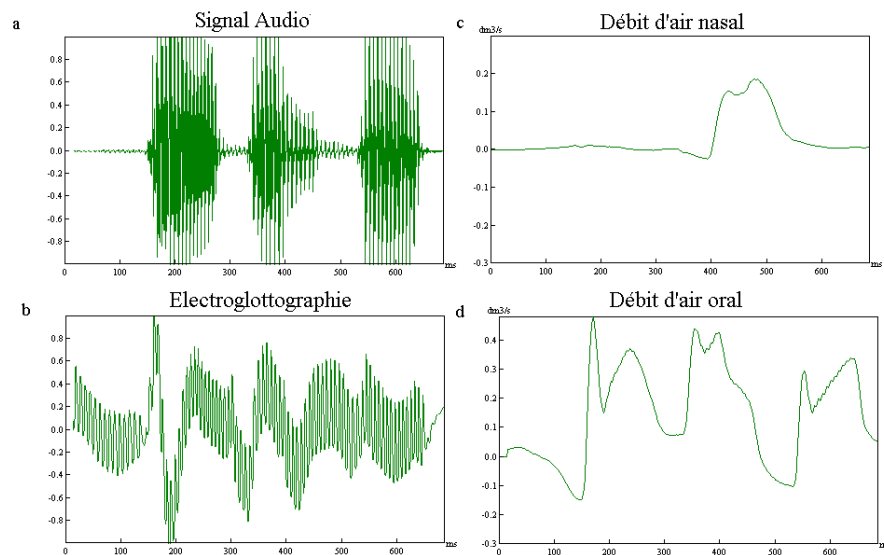 a
Signal Audio
0.8
0.6
0.4
0.2
0.0
-0.2
-0.4
-0.6
-0.8
0 100 200 300 400 500 600 ms
c
Débit d'air nasal
dm3/s
0.2
0.1
0.0
-0.1
-0.2
-0.3
0 100 200 300 400 500 600 ms
b
Electroglottographie
0.8
0.6
0.4
0.2
0.0
-0.2
-0.4
-0.6
-0.8
0 100 200 300 400 500 600 ms
d
Débit d'air oral
dm3/s
0.4
0.3
0.2
0.1
0.0
-0.1
-0.2
-0.3
0 100 200 300 400 500 600